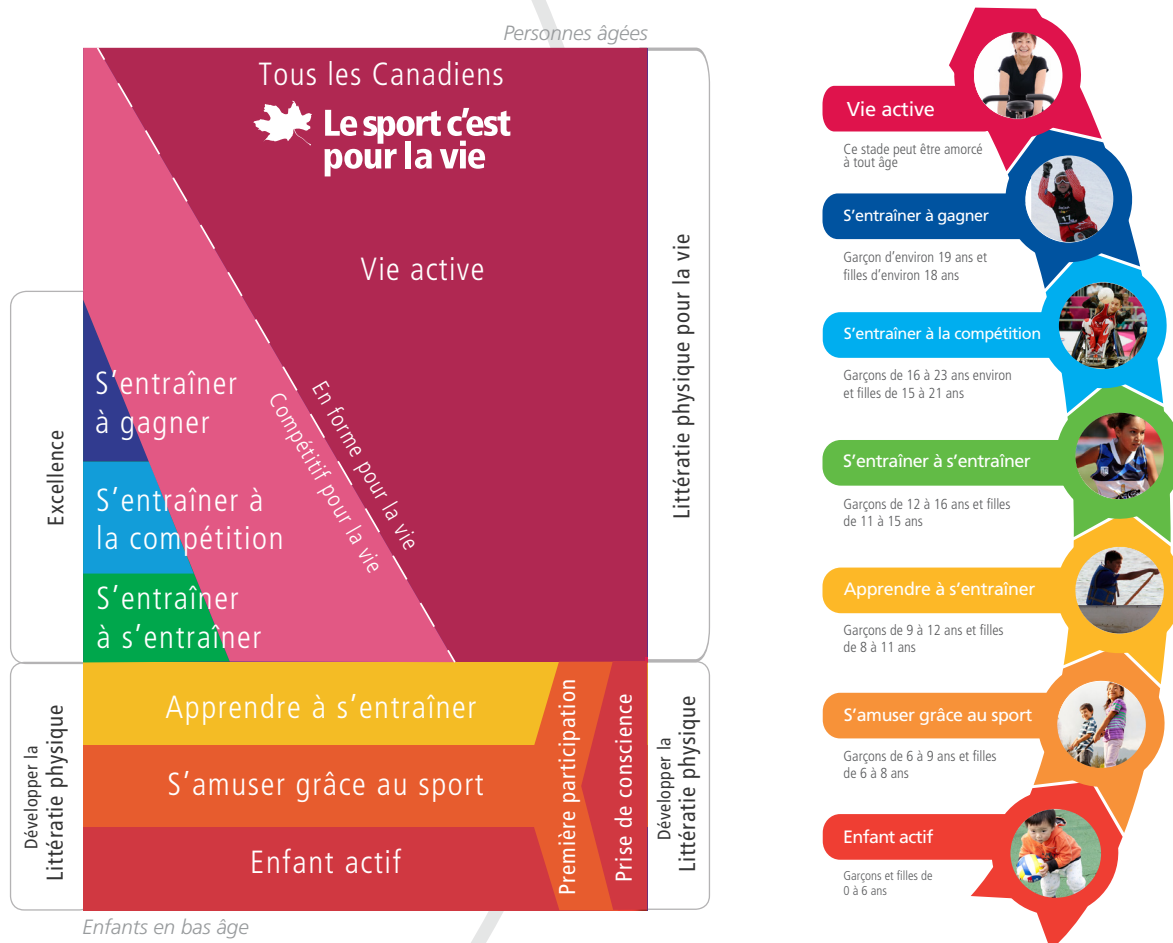 Personnes âgées
Tous les Canadiens
Le sport c'est
pour la vie
Vie active
En forme pour la vie
Compétitif pour la vie
S'entraîner
à gagner
S'entraîner à
la compétition
S'entraîner
à s'entraîner
Excellence
Littératie physique pour la vie
Apprendre à s'entraîner
S'amuser grâce au sport
Enfant actif
Première participation
Prise de conscience
Développer la
Littératie physique
Développer la
Littératie physique
Enfants en bas âge
Vie active
Ce stade peut être amorcé
à tout âge
S'entraîner à gagner
Garçon d'environ 19 ans et
filles d'environ 18 ans
17
S'entraîner à la compétition
Garçons de 16 à 23 ans environ
et filles de 15 à 21 ans
S'entraîner à s'entraîner
Garçons de 12 à 16 ans et filles
de 11 à 15 ans
Apprendre à s'entraîner
Garçons de 9 à 12 ans et filles
de 8 à 11 ans
S'amuser grâce au sport
Garçons de 6 à 9 ans et filles
de 6 à 8 ans
Enfant actif
Garçons et filles de
0 à 6 ans